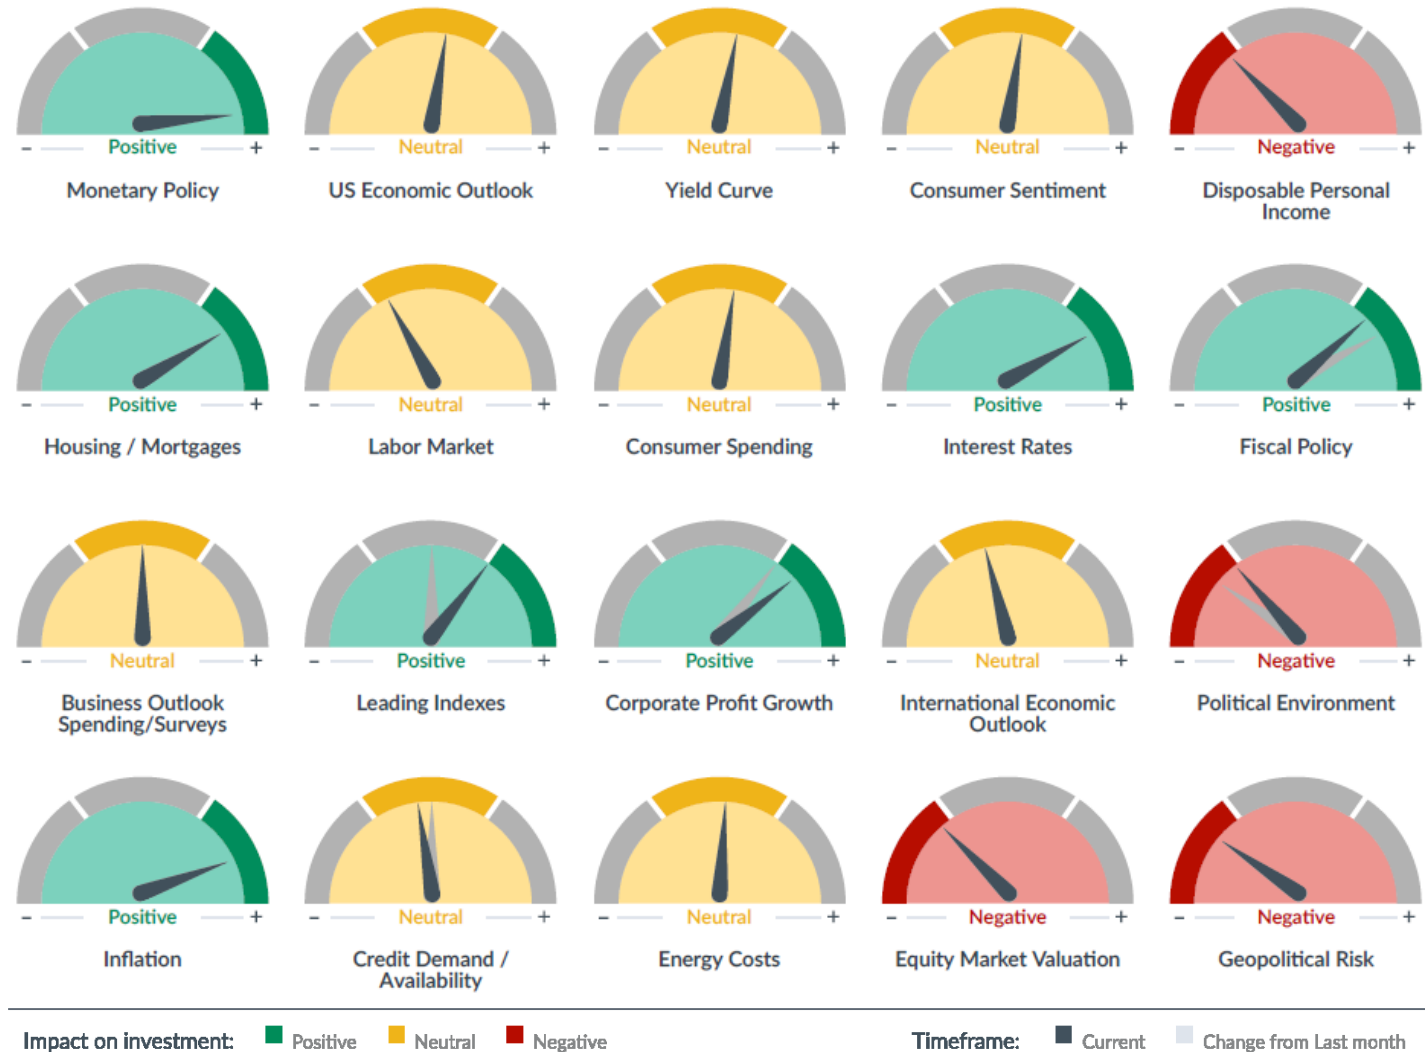 - Positive +
Monetary Policy
- Neutral +
US Economic Outlook
- Neutral +
Yield Curve
- Neutral +
Consumer Sentiment
- Negative +
Disposable Personal
Income
- Positive +
Housing / Mortgages
- Neutral +
Labor Market
- Neutral +
Consumer Spending
- Positive +
Interest Rates
- Positive +
Fiscal Policy
- Neutral +
Business Outlook
Spending/Surveys
- Positive +
Leading Indexes
- Positive +
Corporate Profit Growth
- Neutral +
International Economic
Outlook
- Negative +
Political Environment
- Positive +
Inflation
- Neutral +
Credit Demand /
Availability
- Neutral +
Energy Costs
- Negative +
Equity Market Valuation
- Negative +
Geopolitical Risk
Impact on investment: Positive Neutral Negative
Timeframe: Current Change from Last month